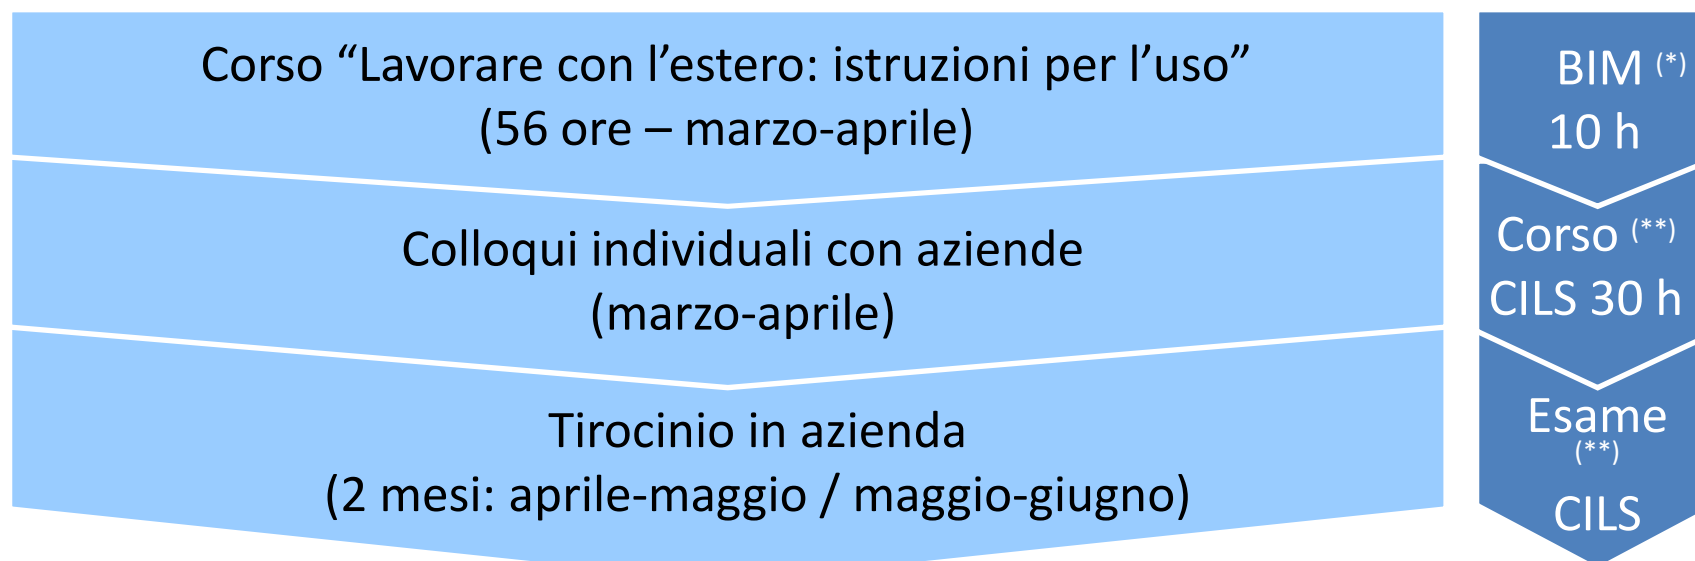 Corso “Lavorare con l’estero: istruzioni per l’uso”
(56 ore – marzo-aprile)
Colloqui individuali con aziende
(marzo-aprile)
Tirocinio in azienda
(2 mesi: aprile-maggio / maggio-giugno)
BIM (*)
10 h
Corso (**)
CILS 30 h
Esame
(**)
CILS